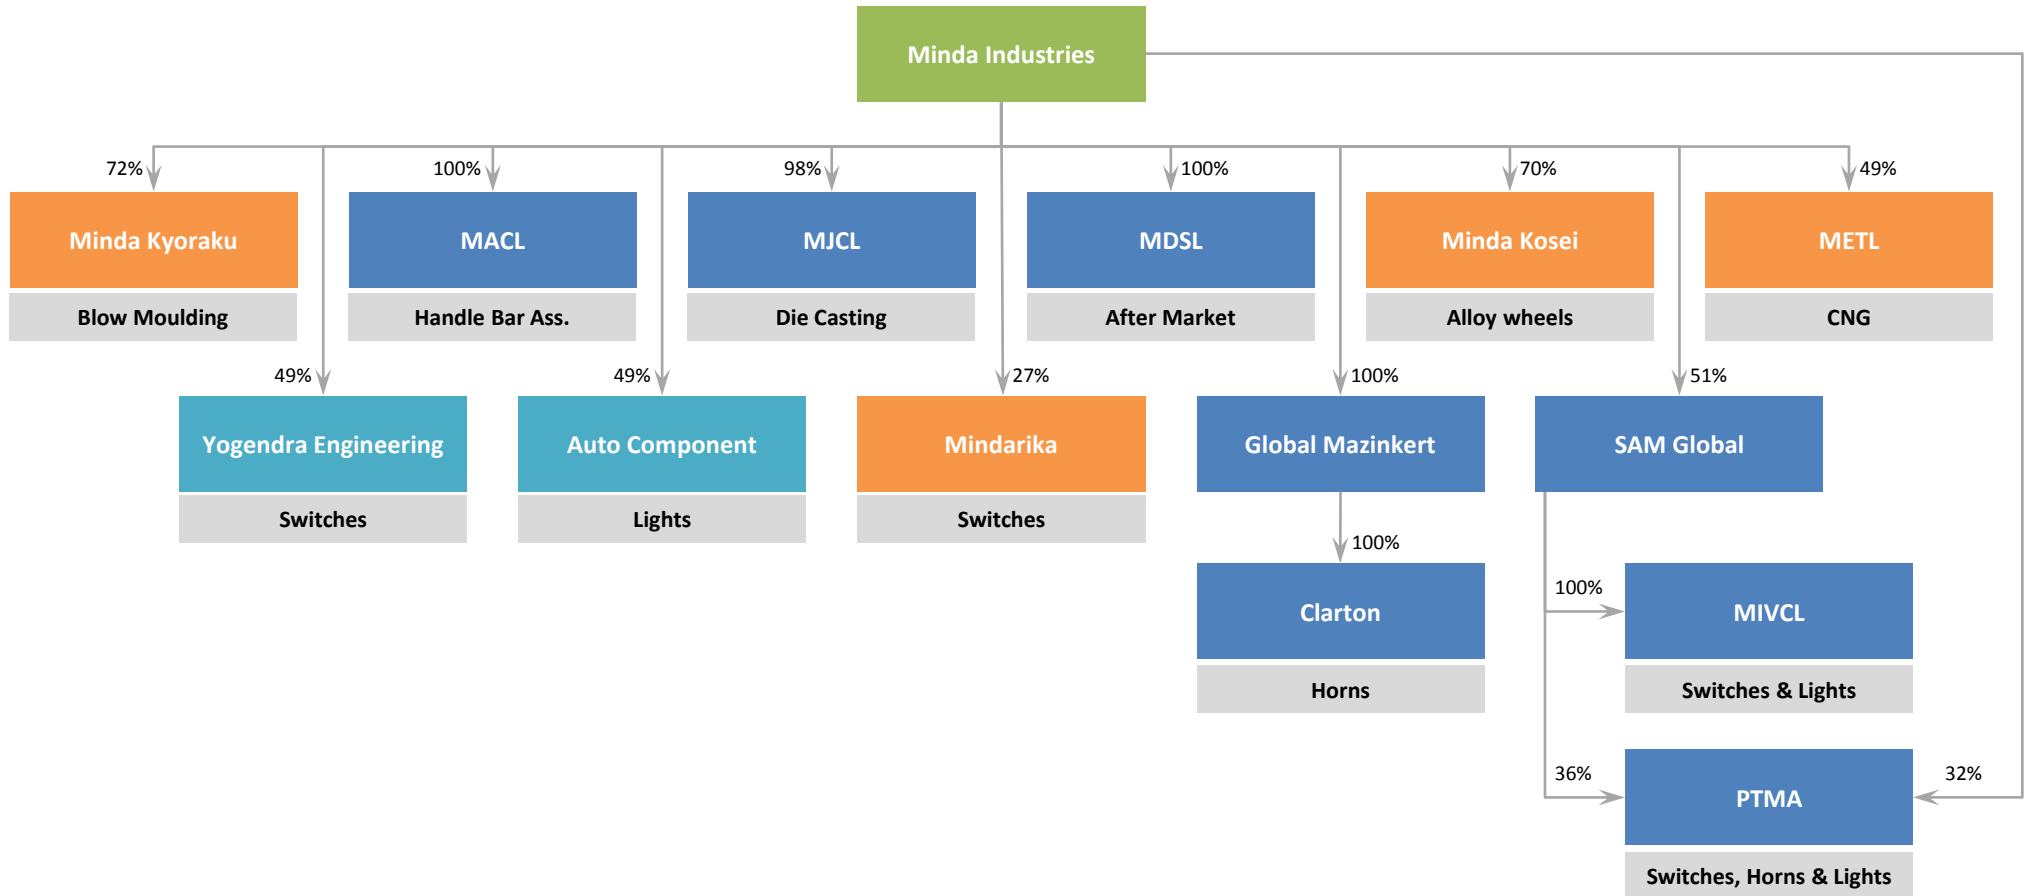 Minda Industries
72%
100%
98%
100%
70%
49%
Minda Kyoraku
MACL
MJCL
MDSL
Minda Kosei
METL
Blow Moulding
Handle Bar Ass.
Die Casting
After Market
Alloy wheels
CNG
49%
49%
27%
100%
51%
Yogendra Engineering
Auto Component
Mindarika
Global Mazinkert
SAM Global
Switches
Lights
Switches
100%
100%
Clarton
MIVCL
Horns
Switches & Lights
36%
32%
PTMA
Switches, Horns & Lights